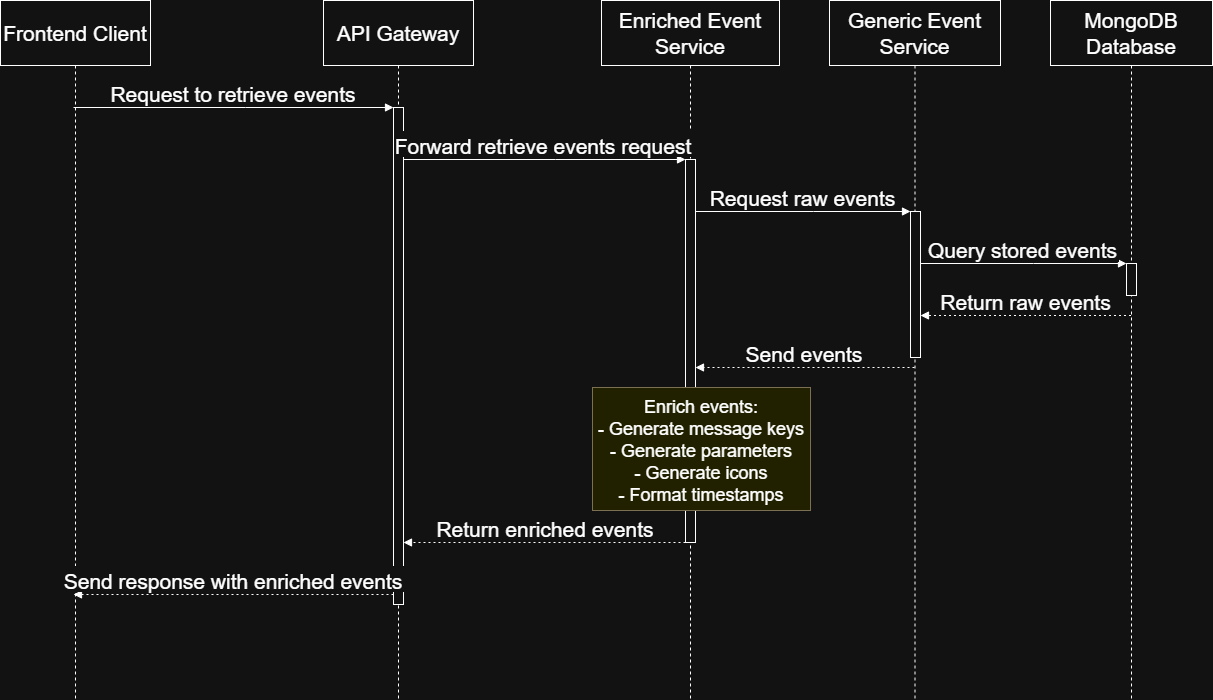 Frontend Client
API Gateway
Enriched Event
Service
Generic Event
Service
MongoDB
Database
Request to retrieve events
Forward retrieve events request
Request raw events
Query stored events
Return raw events
Send events
Enrich events:
- Generate message keys
- Generate parameters
- Generate icons
- Format timestamps
Return enriched events
Send response with enriched events